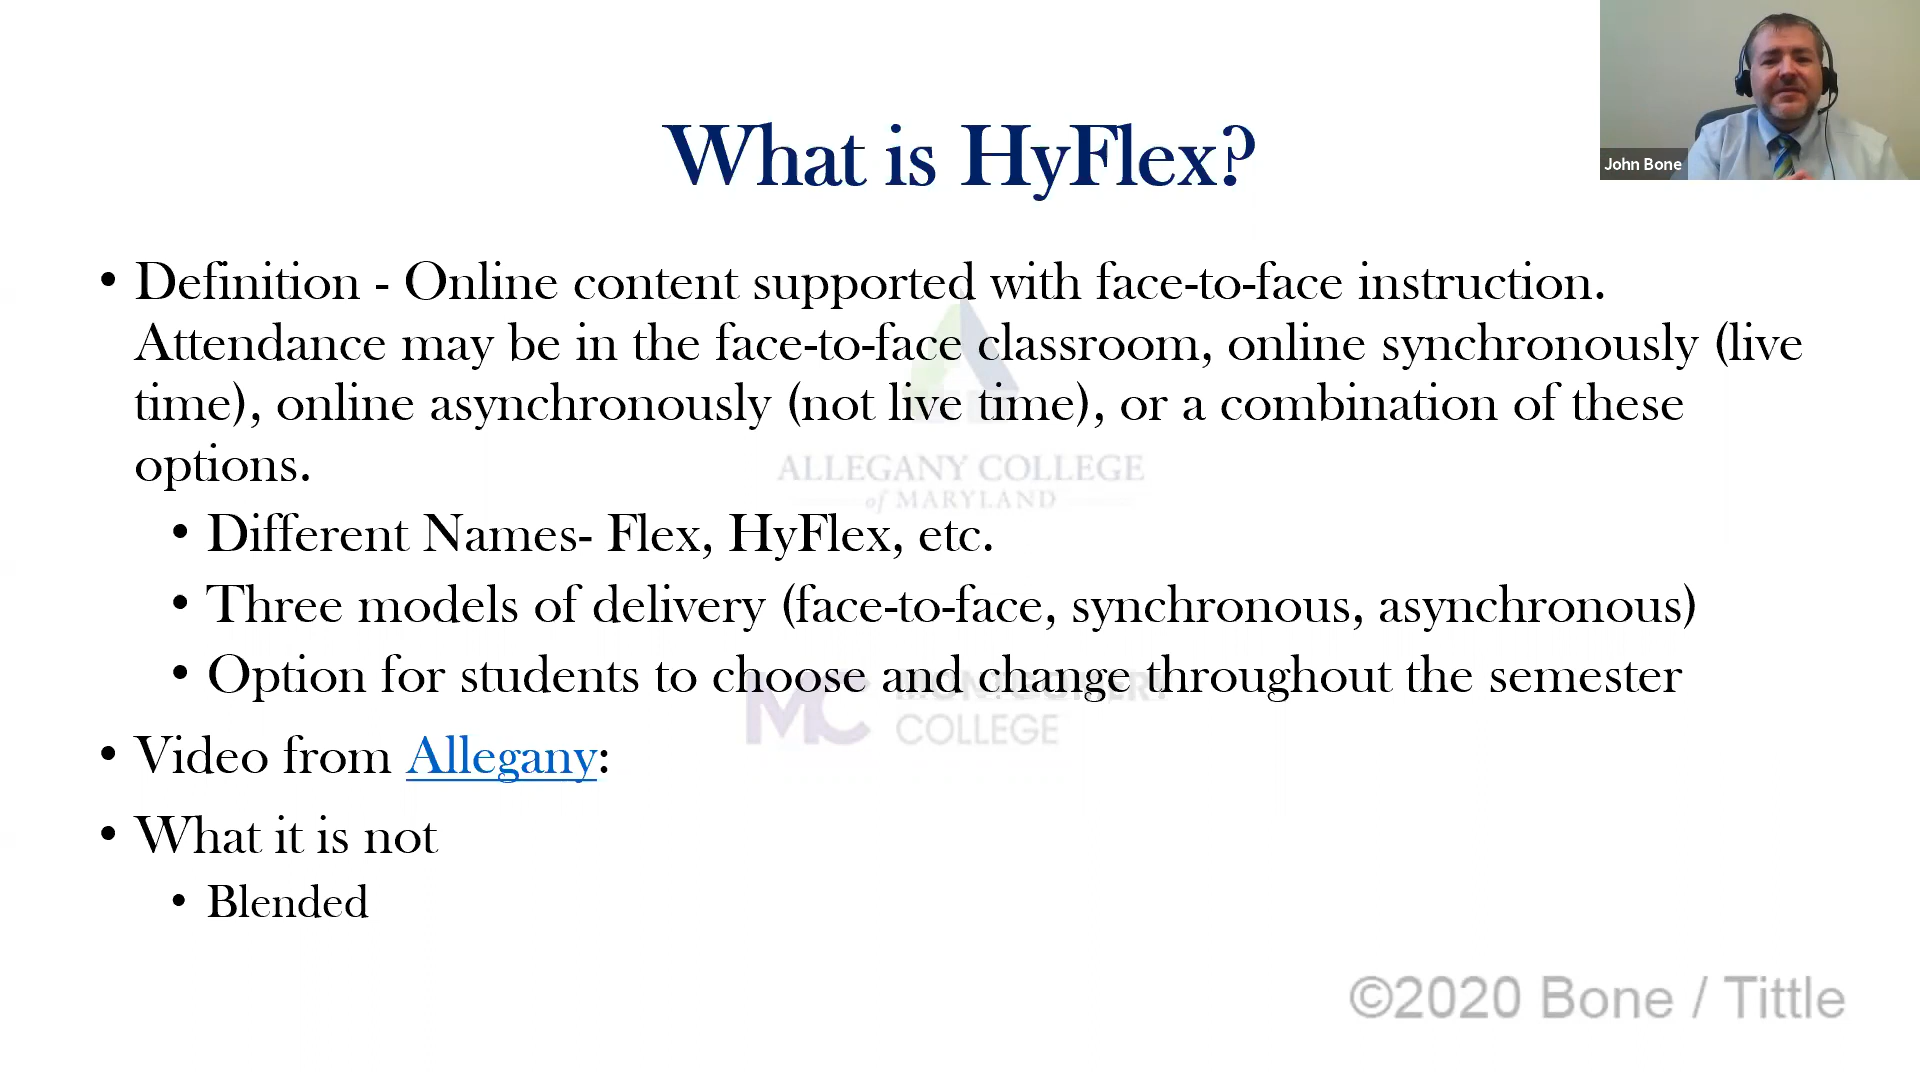 What is HyFlex?
John Bone
• Definition - Online content supported with face-to-face instruction.
Attendance may be in the face-to-face classroom, online synchronously (live
time), online asynchronously (not live time), or a combination of these
options.
ALLEGANY COLLEGE
of MARYLAND
• Different Names- Flex, HyFlex, etc.
• Three models of delivery (face-to-face, synchronous, asynchronous)
• Option for students to choose and change throughout the semester
MC MONTGOMERY
COLLEGE
• Video from Allegany:
• What it is not
• Blended
©2020 Bone / Tittle